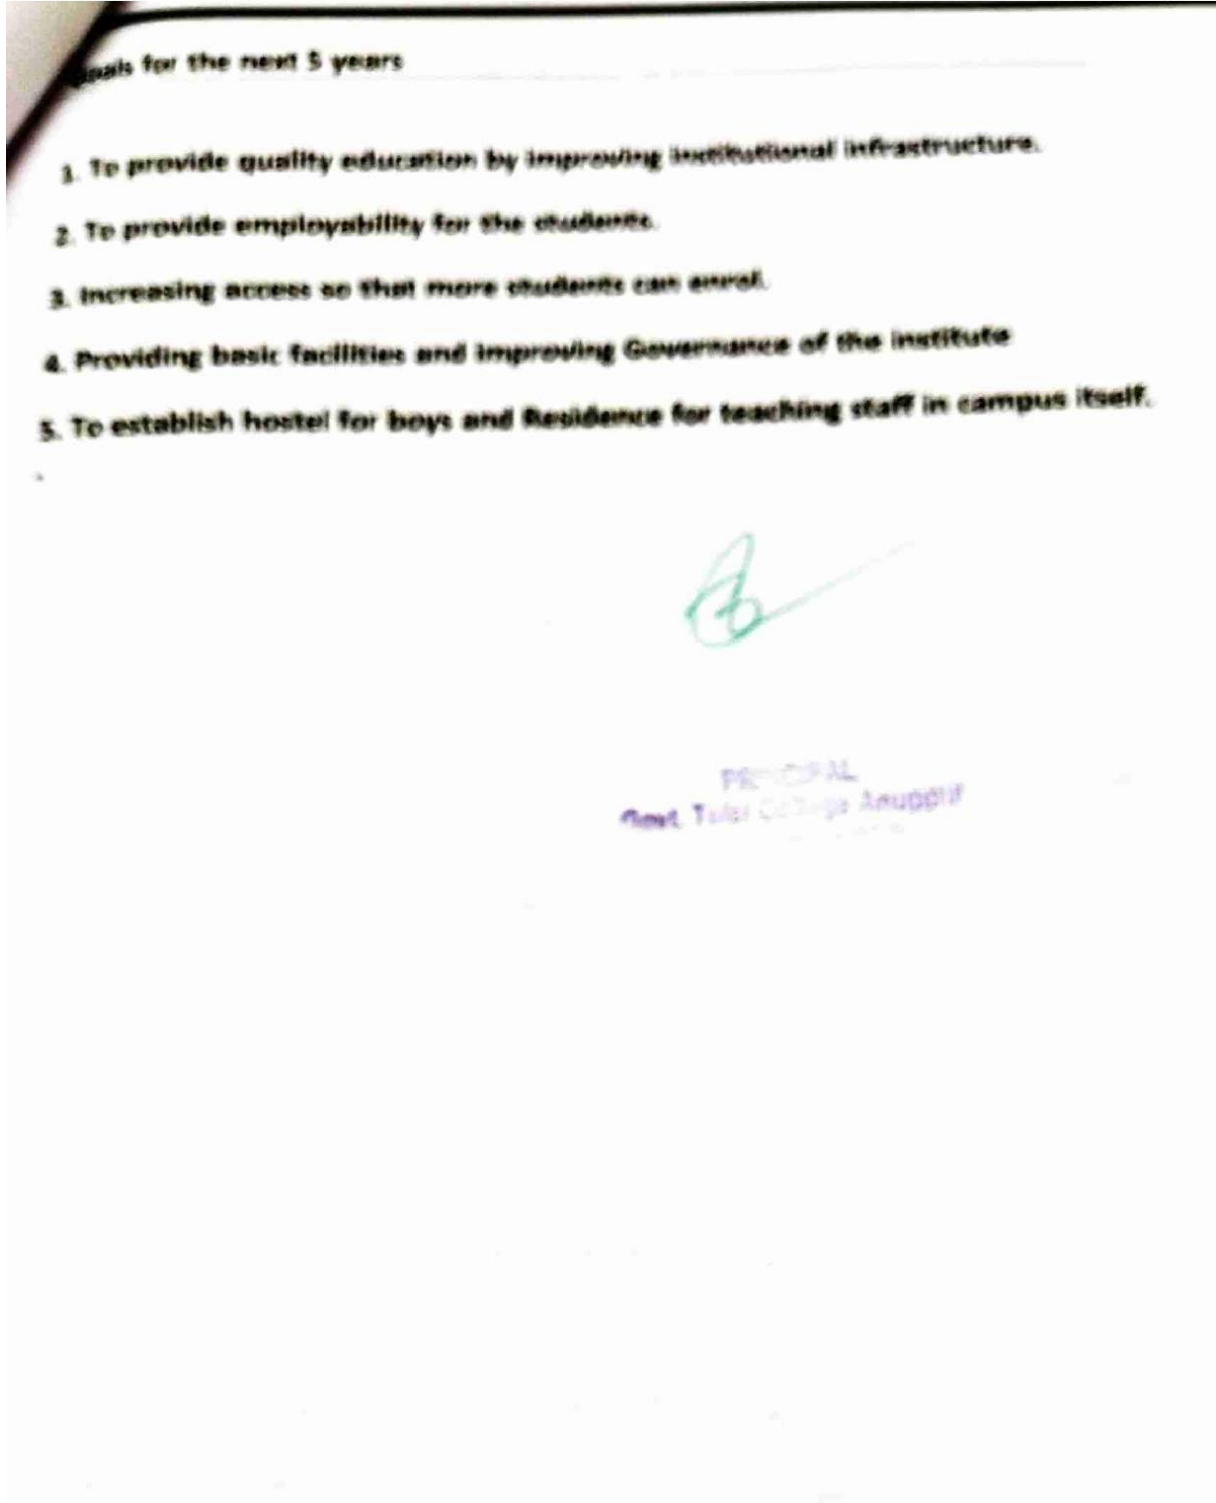 Goals for the next 5 years
1. To provide quality education by improving institutional infrastructure.
2. To provide employability for the students.
3. Increasing access so that more students can enrol.
4. Providing basic facilities and improving Governance of the institute
5. To establish hostel for boys and Residence for teaching staff in campus itself.
PRINCIPAL
Govt. Tulsi College Anuppur